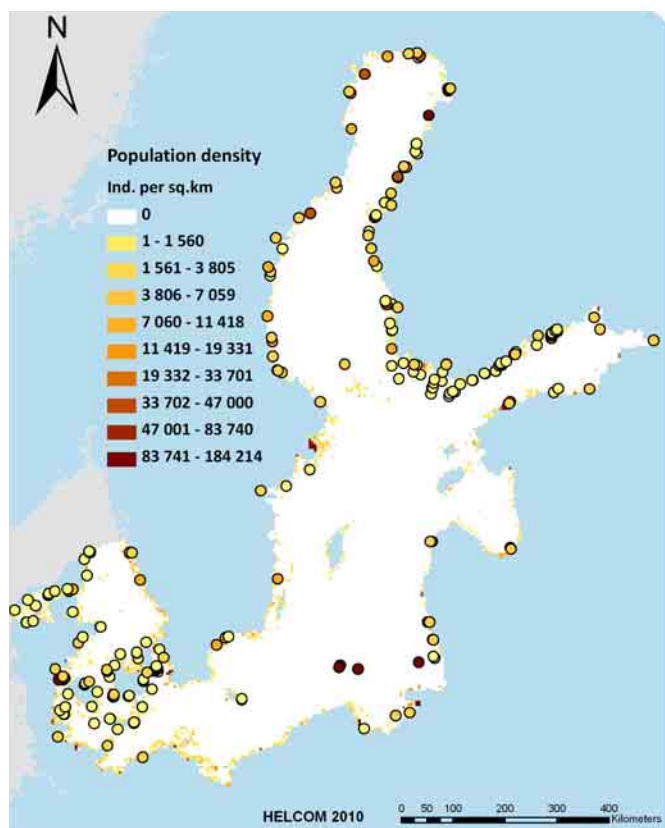 N
Population density
Ind. per sq.km
0
1 - 1 560
1 561 - 3 805
3 806 - 7 059
7 060 - 11 418
11 419 - 19 331
19 332 - 33 701
33 702 - 47 000
47 001 - 83 740
83 741 - 184 214
HELCOM 2010
0 50 100 200 300 400
Kilometers